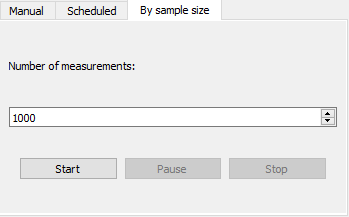 Manual Scheduled By sample size
Number of measurements:
1000
Start Pause Stop